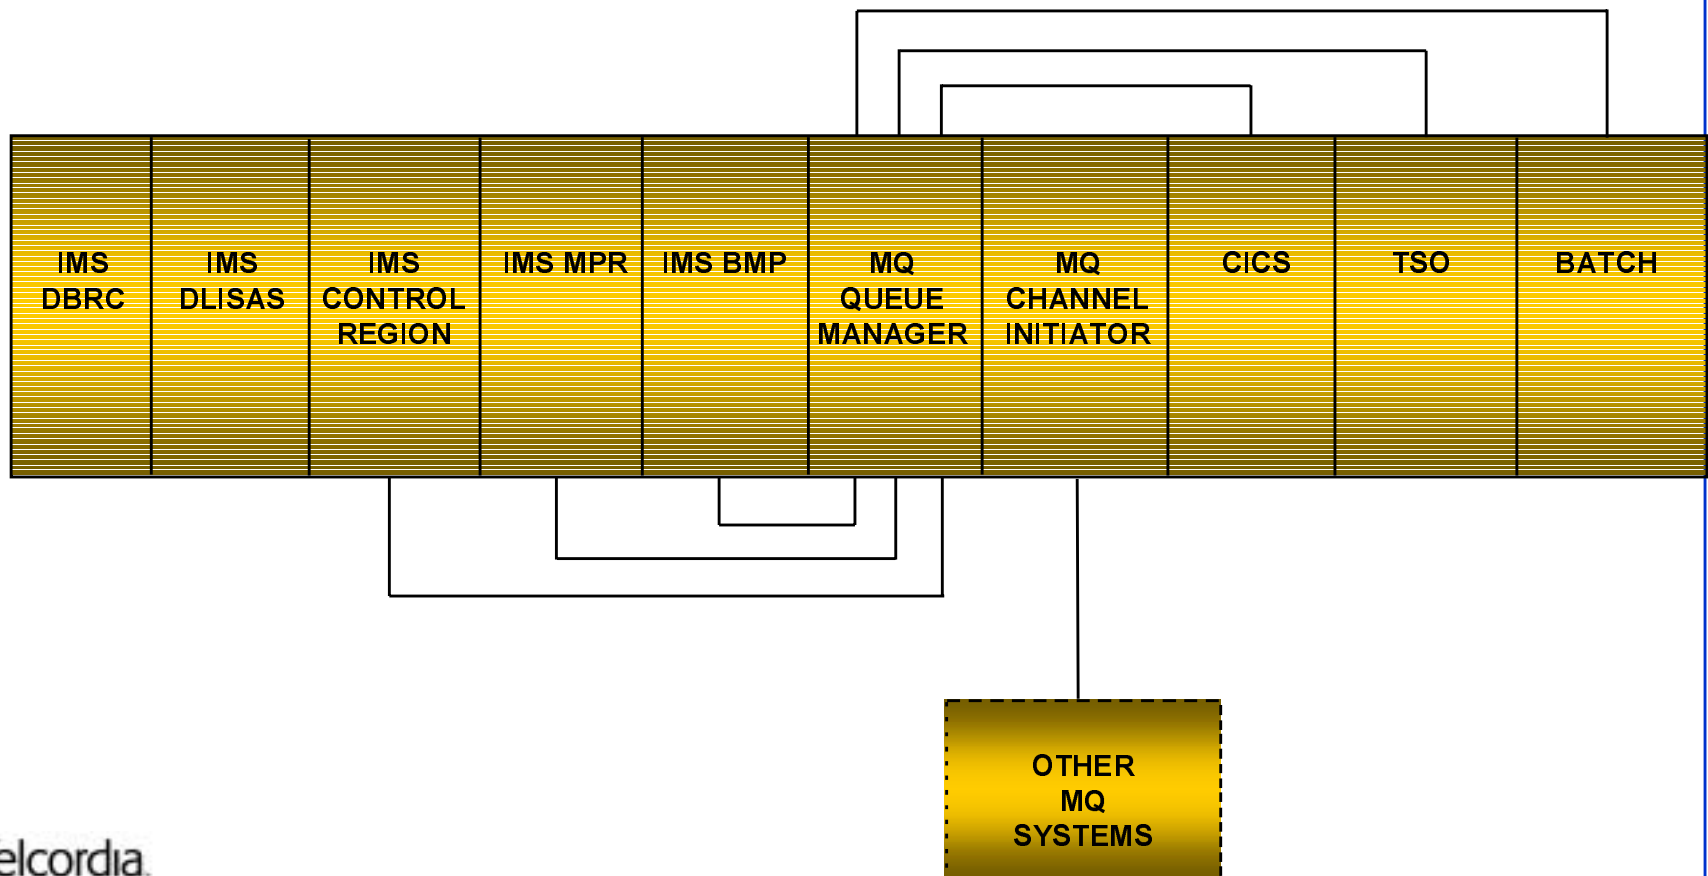 IMS
DBRC
IMS
DLISAS
IMS
CONTROL
REGION
IMS MPR
IMS BMP
MQ
QUEUE
MANAGER
MQ
CHANNEL
INITIATOR
CICS
TSO
BATCH
OTHER
MQ
SYSTEMS
elcordia